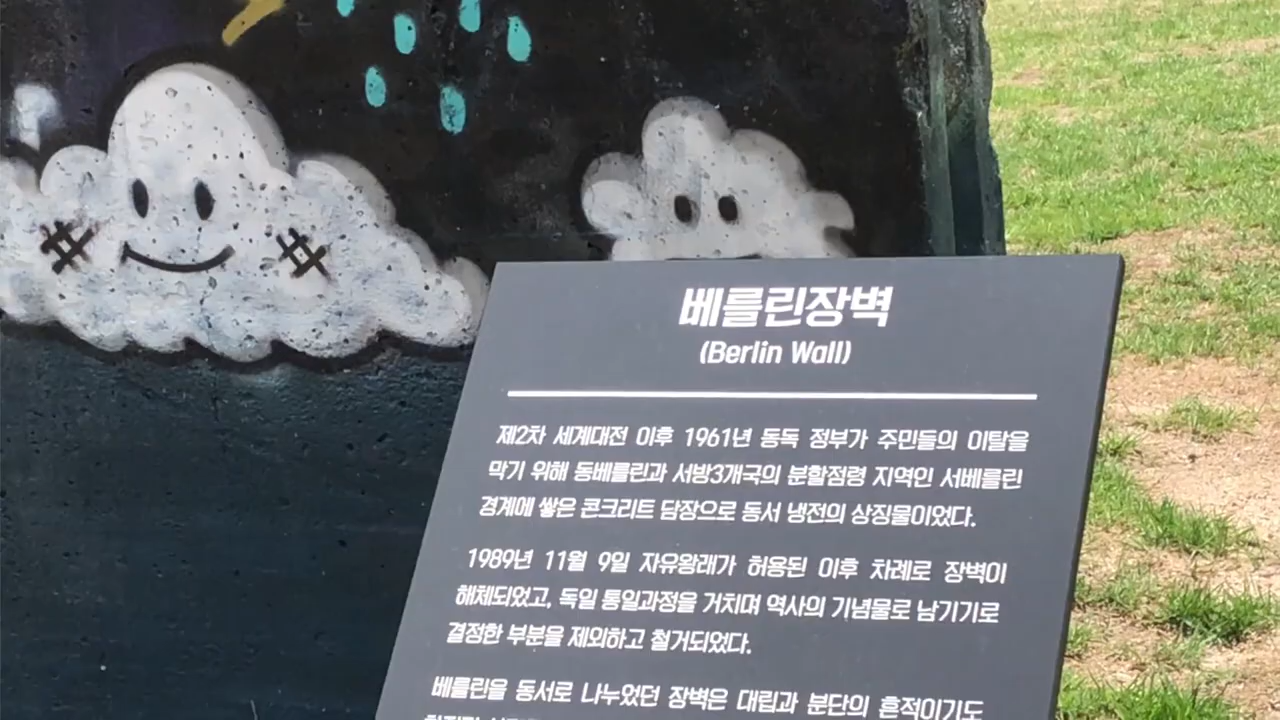 베를린장벽
(Berlin Wall)
제2차 세계대전 이후 1961년 동독 정부가 주민들의 이탈을
막기 위해 동베를린과 서방3개국의 분할점령 지역인 서베를린
경계에 쌓은 콘크리트 담장으로 동서 냉전의 상징물이었다.
1989년 11월 9일 자유왕래가 허용된 이후 차례로 장벽이
해체되었고, 독일 통일과정을 거치며 역사의 기념물로 남기기로
결정한 부분을 제외하고 철거되었다.
베를린을 동서로 나누었던 장벽은 대립과 분단의 흔적이기도